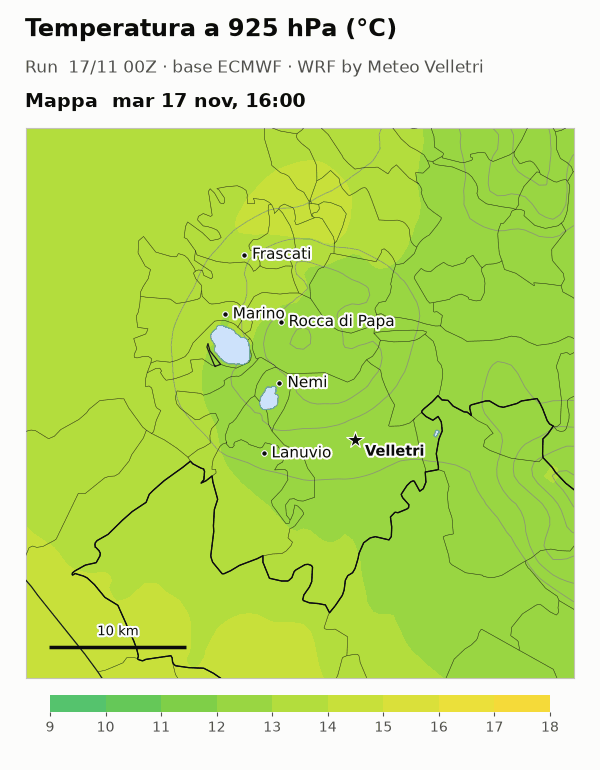 Temperatura a 925 hPa (°C)
Run  17/11 00Z · base ECMWF · WRF by Meteo Velletri
Mappa  mar 17 nov, 16:00
Frascati
Marino
Rocca di Papa
Nemi
Velletri
Lanuvio
10 km
9 10 11 12 13 14 15 16 17 18